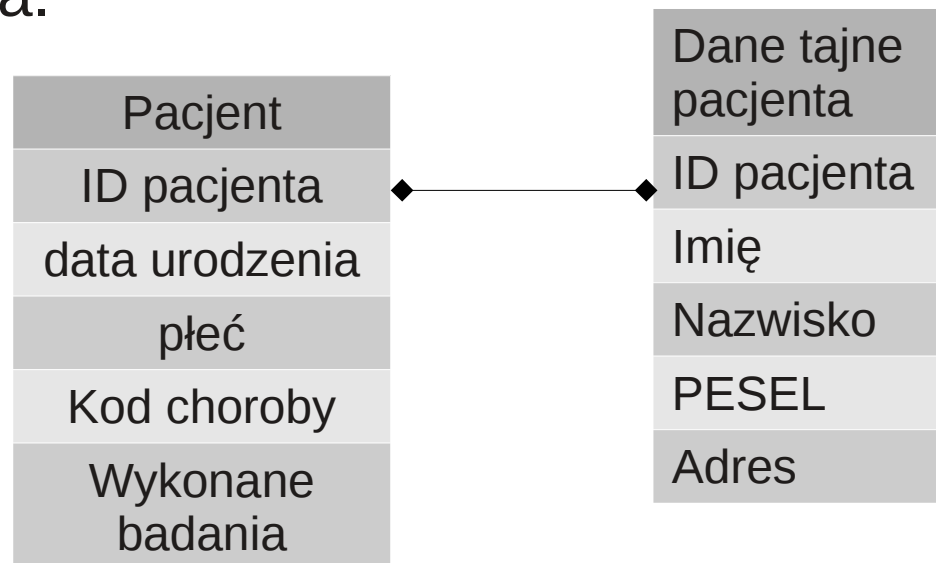 a.
Pacjent
ID pacjenta
data urodzenia
płeć
Kod choroby
Wykonane
badania
Dane tajne
pacjenta
ID pacjenta
Imię
Nazwisko
PESEL
Adres